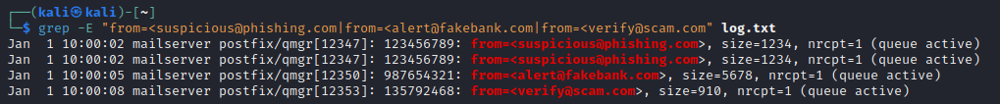 ┌──(kali㉿kali)-[~]
└─$ grep -E "from=<suspicious@phishing.com|from=<alert@fakebank.com|from=<verify@scam.com" log.txt
Jan  1 10:00:02 mailserver postfix/qmgr[12347]: 123456789: from=<suspicious@phishing.com>, size=1234, nrcpt=1 (queue active)
Jan  1 10:00:02 mailserver postfix/qmgr[12347]: 123456789: from=<suspicious@phishing.com>, size=1234, nrcpt=1 (queue active)
Jan  1 10:00:05 mailserver postfix/qmgr[12350]: 987654321: from=<alert@fakebank.com>, size=5678, nrcpt=1 (queue active)
Jan  1 10:00:08 mailserver postfix/qmgr[12353]: 135792468: from=<verify@scam.com>, size=910, nrcpt=1 (queue active)